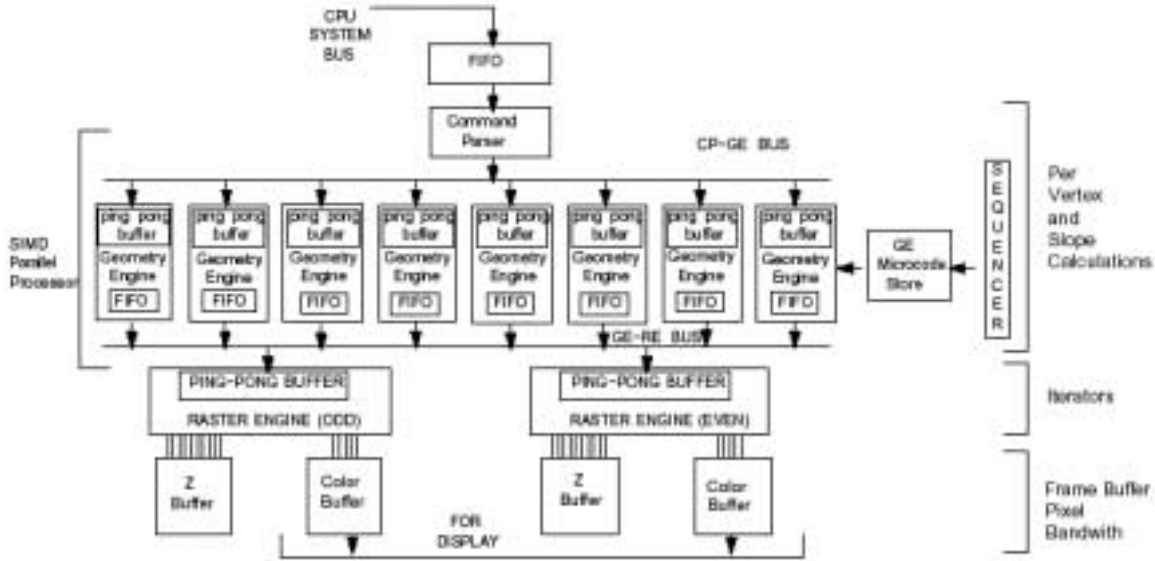 CPU
SYSTEM
BUS
FIFO
Command
Parser
CP-GE BUS
SIMD
Parallel
Processor
ping pong
buffer
Geometry
Engine
FIFO
ping pong
buffer
Geometry
Engine
FIFO
ping pong
buffer
Geometry
Engine
FIFO
ping pong
buffer
Geometry
Engine
FIFO
ping pong
buffer
Geometry
Engine
FIFO
ping pong
buffer
Geometry
Engine
FIFO
ping pong
buffer
Geometry
Engine
FIFO
ping pong
buffer
Geometry
Engine
FIFO
GE
Microcode
Store
SEQUENCER
Per
Vertex
and
Slope
Calculations
GE-RE BUS
PING-PONG BUFFER
RASTER ENGINE (ODD)
PING-PONG BUFFER
RASTER ENGINE (EVEN)
Iterators
Z
Buffer
Color
Buffer
Z
Buffer
Color
Buffer
FOR
DISPLAY
Frame Buffer
Pixel
Bandwith